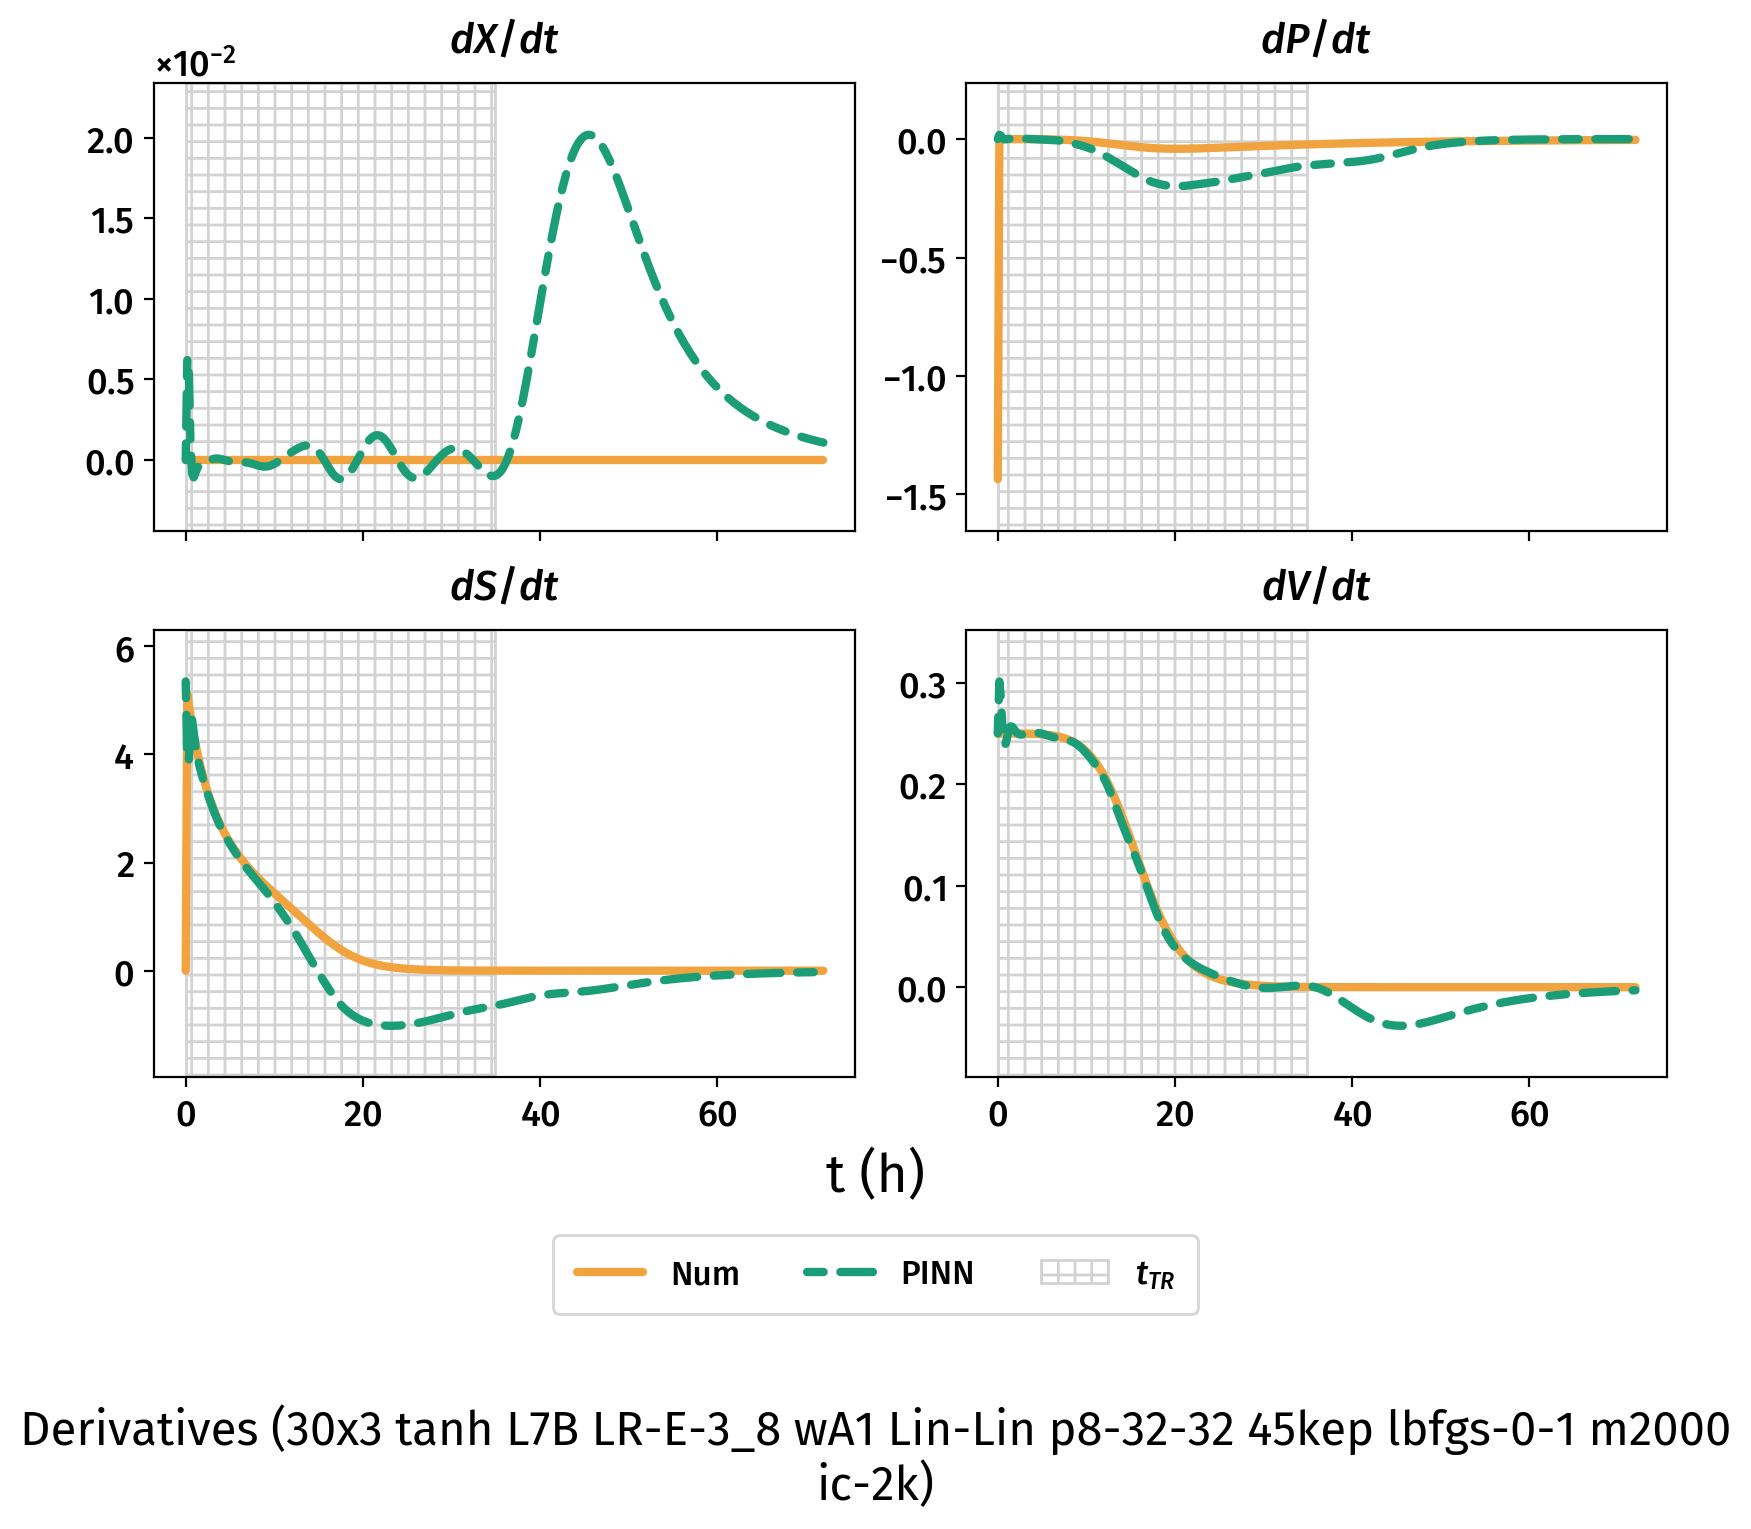 dX/dt
dP/dt
×10⁻²
2.0
1.5
1.0
0.5
0.0
0.0
−0.5
−1.0
−1.5
dS/dt
dV/dt
6
4
2
0
0.3
0.2
0.1
0.0
0 20 40 60
0 20 40 60
t (h)
Num PINN t_TR
Derivatives (30x3 tanh L7B LR-E-3_8 wA1 Lin-Lin p8-32-32 45kep lbfgs-0-1 m2000
ic-2k)